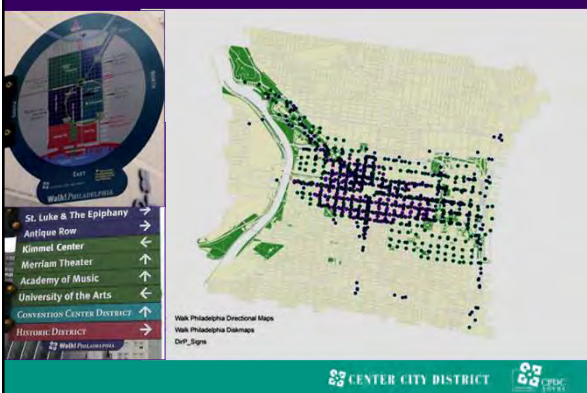 EAST
Walk! PHILADELPHIA
St. Luke & The Epiphany
Antique Row
Kimmel Center
Merriam Theater
Academy of Music
University of the Arts
CONVENTION CENTER DISTRICT
HISTORIC DISTRICT
Walk! PHILADELPHIA
Walk Philadelphia Directional Maps
Walk Philadelphia Diskmaps
DirP_Signs
CENTER CITY DISTRICT
CPDC